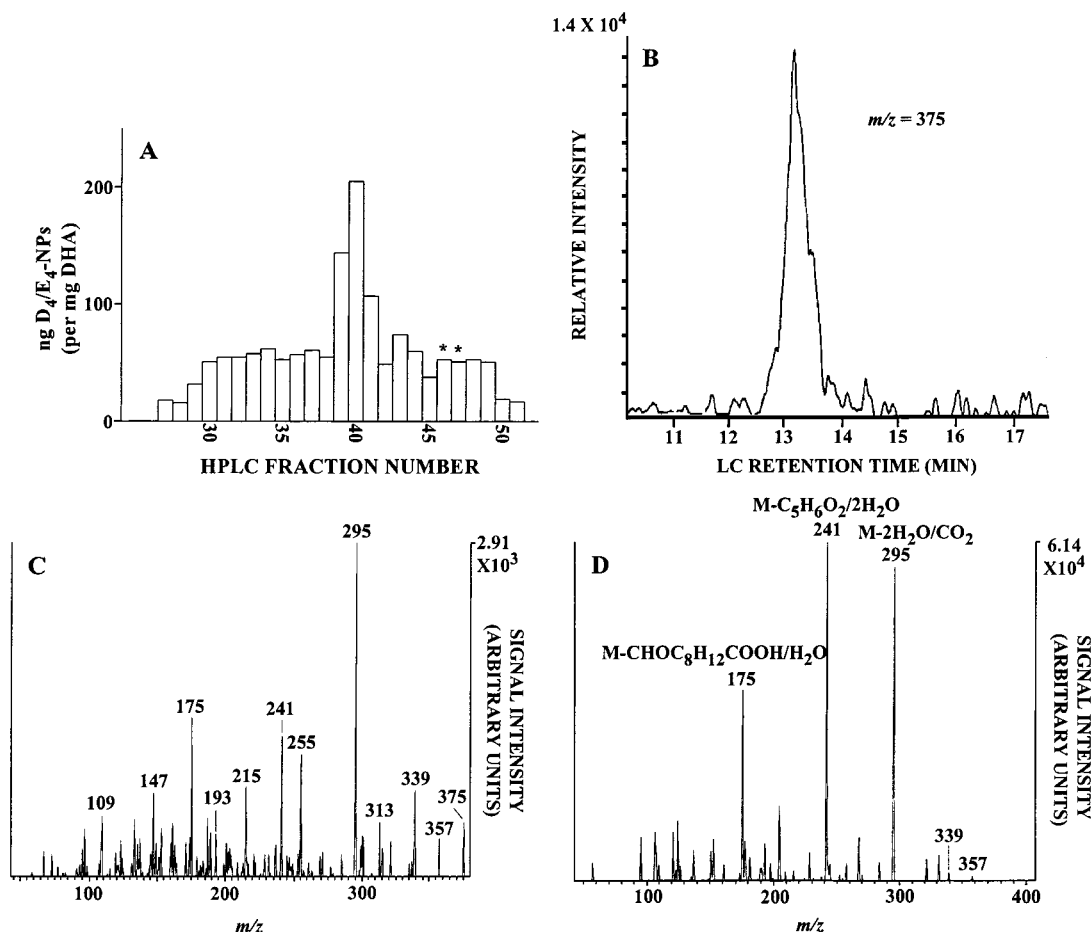 A
ng D4/E4-NPs
(per mg DHA)
200
100
0
30
35
40
45
50
* *
HPLC FRACTION NUMBER
1.4 X 10^4
B
m/z = 375
RELATIVE INTENSITY
11
12
13
14
15
16
17
LC RETENTION TIME (MIN)
C
295
2.91
X10^3
SIGNAL INTENSITY
(ARBITRARY UNITS)
175
241
255
147
215
109
193
339
375
313
357
100
200
300
m/z
D
M-C5H6O2/2H2O
241
M-2H2O/CO2
295
6.14
X10^4
SIGNAL INTENSITY
(ARBITRARY UNITS)
M-CHOC8H12COOH/H2O
175
339
357
100
200
300
400
m/z